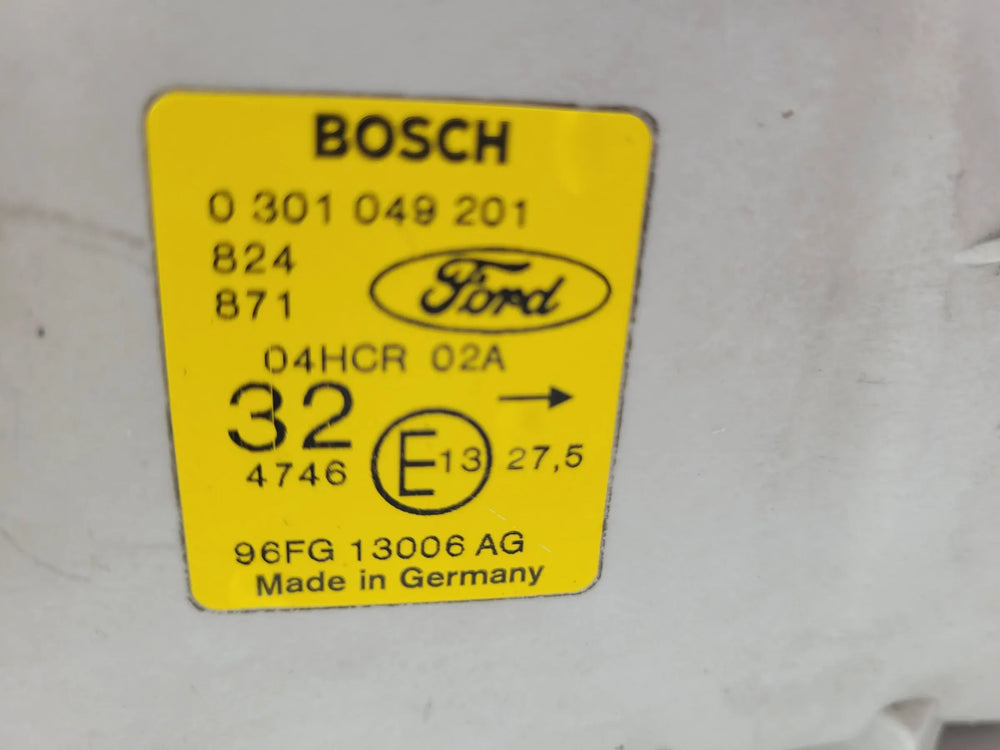 BOSCH
0 301 049 201
824
871
Ford
04HCR 02A
32
4746
E13
27,5
96FG 13006 AG
Made in Germany